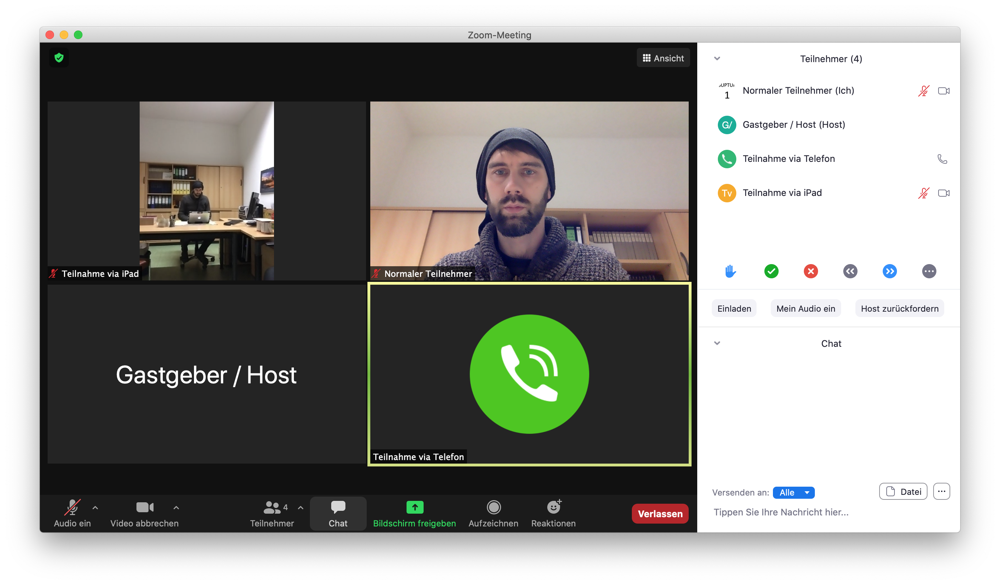 Zoom-Meeting
Ansicht
Teilnahme via iPad
Normaler Teilnehmer
Gastgeber / Host
Teilnahme via Telefon
Audio ein
Video abbrechen
4
Teilnehmer
Chat
Bildschirm freigeben
Aufzeichnen
Reaktionen
Verlassen
Teilnehmer (4)
1
Normaler Teilnehmer (Ich)
G/
Gastgeber / Host (Host)
Teilnahme via Telefon
Tv
Teilnahme via iPad
Einladen
Mein Audio ein
Host zurückfordern
Chat
Versenden an: Alle
Datei
Tippen Sie Ihre Nachricht hier...